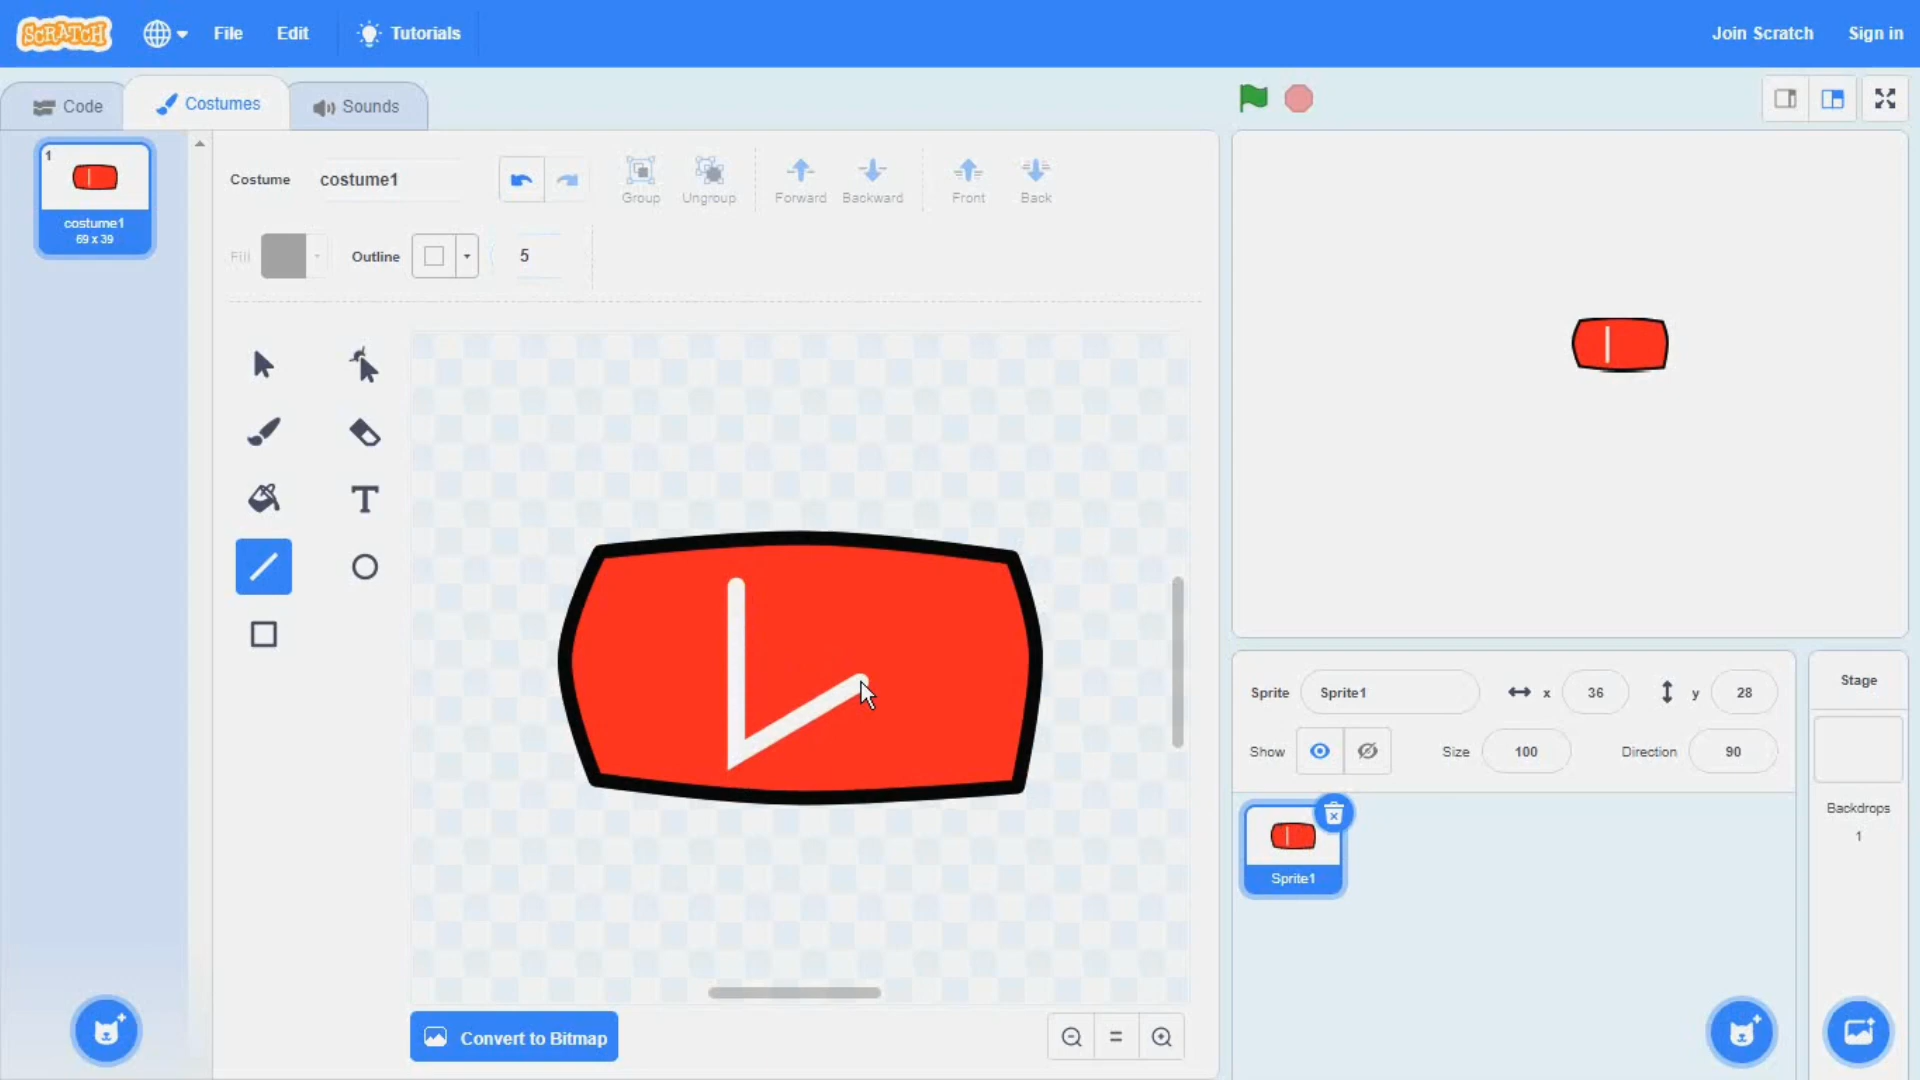 SCRATCH File Edit Tutorials Join Scratch Sign in
Code Costumes Sounds
1
costume1
69 x 39
Costume costume1 Group Ungroup Forward Backward Front Back
Fill Outline 5
Convert to Bitmap
Sprite Sprite1 x 36 y 28
Show Size 100 Direction 90
Sprite1
Stage
Backdrops
1